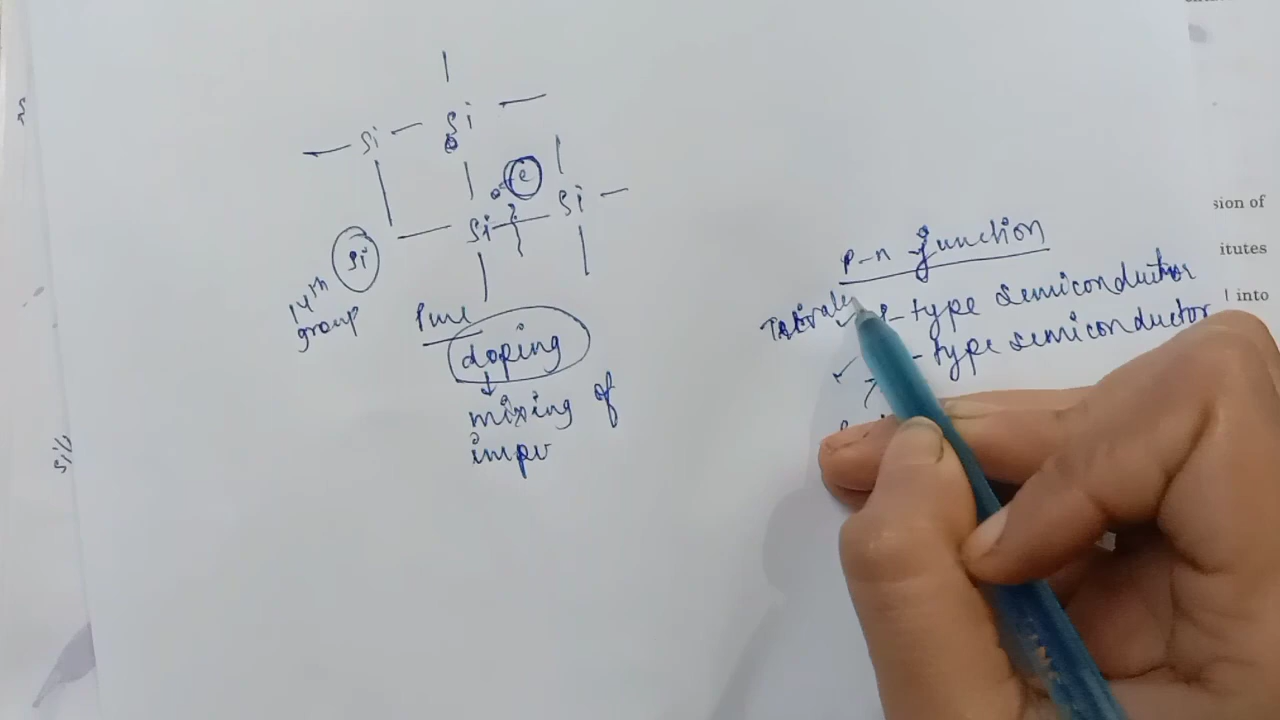 Si Si
Si Si
Si
14th
group
Pure
doping
mixing of
impu
p-n junction
P-type semiconductor
-type semiconductor
sion of
itutes
l into